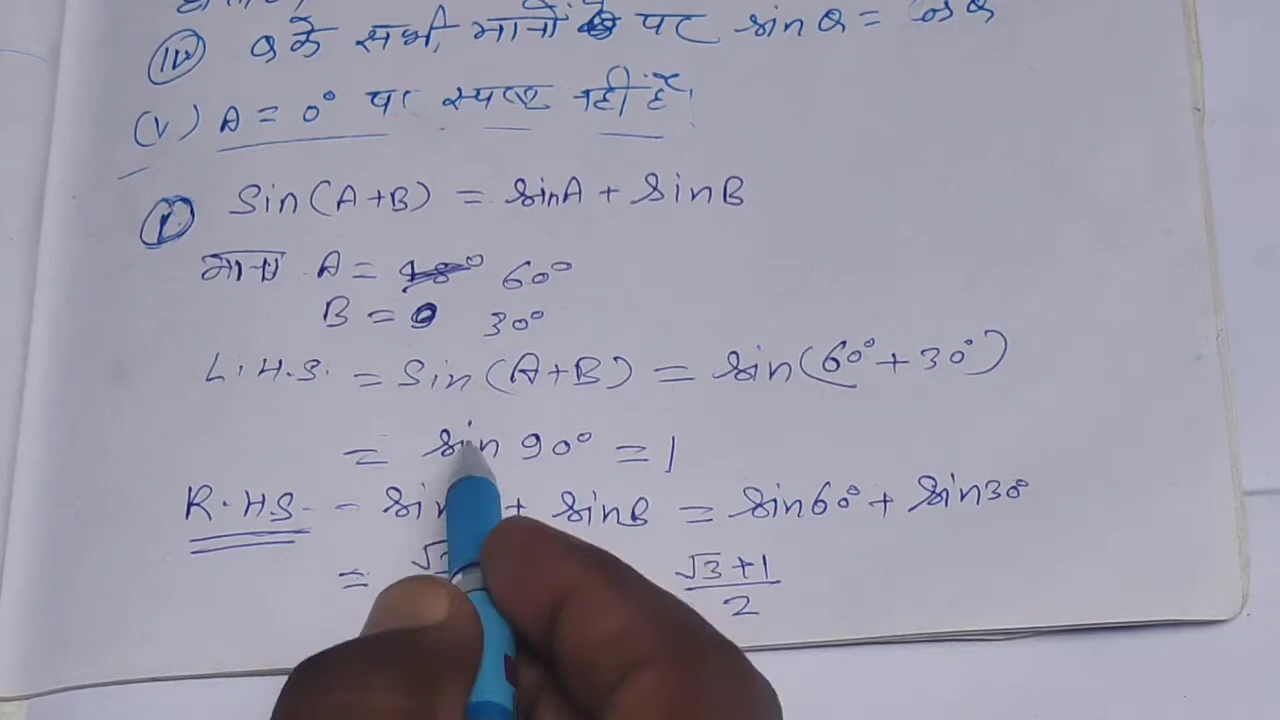 (iv) θ के सभी मानों पर sin θ = cos θ
(v) A = 0° पर स्पष्ट नहीं है।
(i) Sin(A+B) = sinA + sinB
माना A = 60°
B = 30°
L.H.S. = Sin(A+B) = sin(60°+30°)
= sin 90° = 1
R.H.S. - sin + sinB = sin60° + sin30°
= √3+1
2